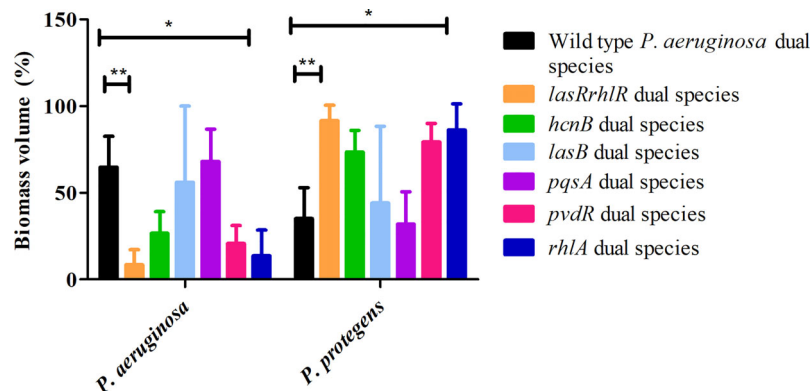 Biomass volume (%)
150
100
50
0
*
**
*
**
P. aeruginosa
P. protegens
Wild type P. aeruginosa dual
species
lasRrhlR dual species
hcnB dual species
lasB dual species
pqsA dual species
pvdR dual species
rhlA dual species